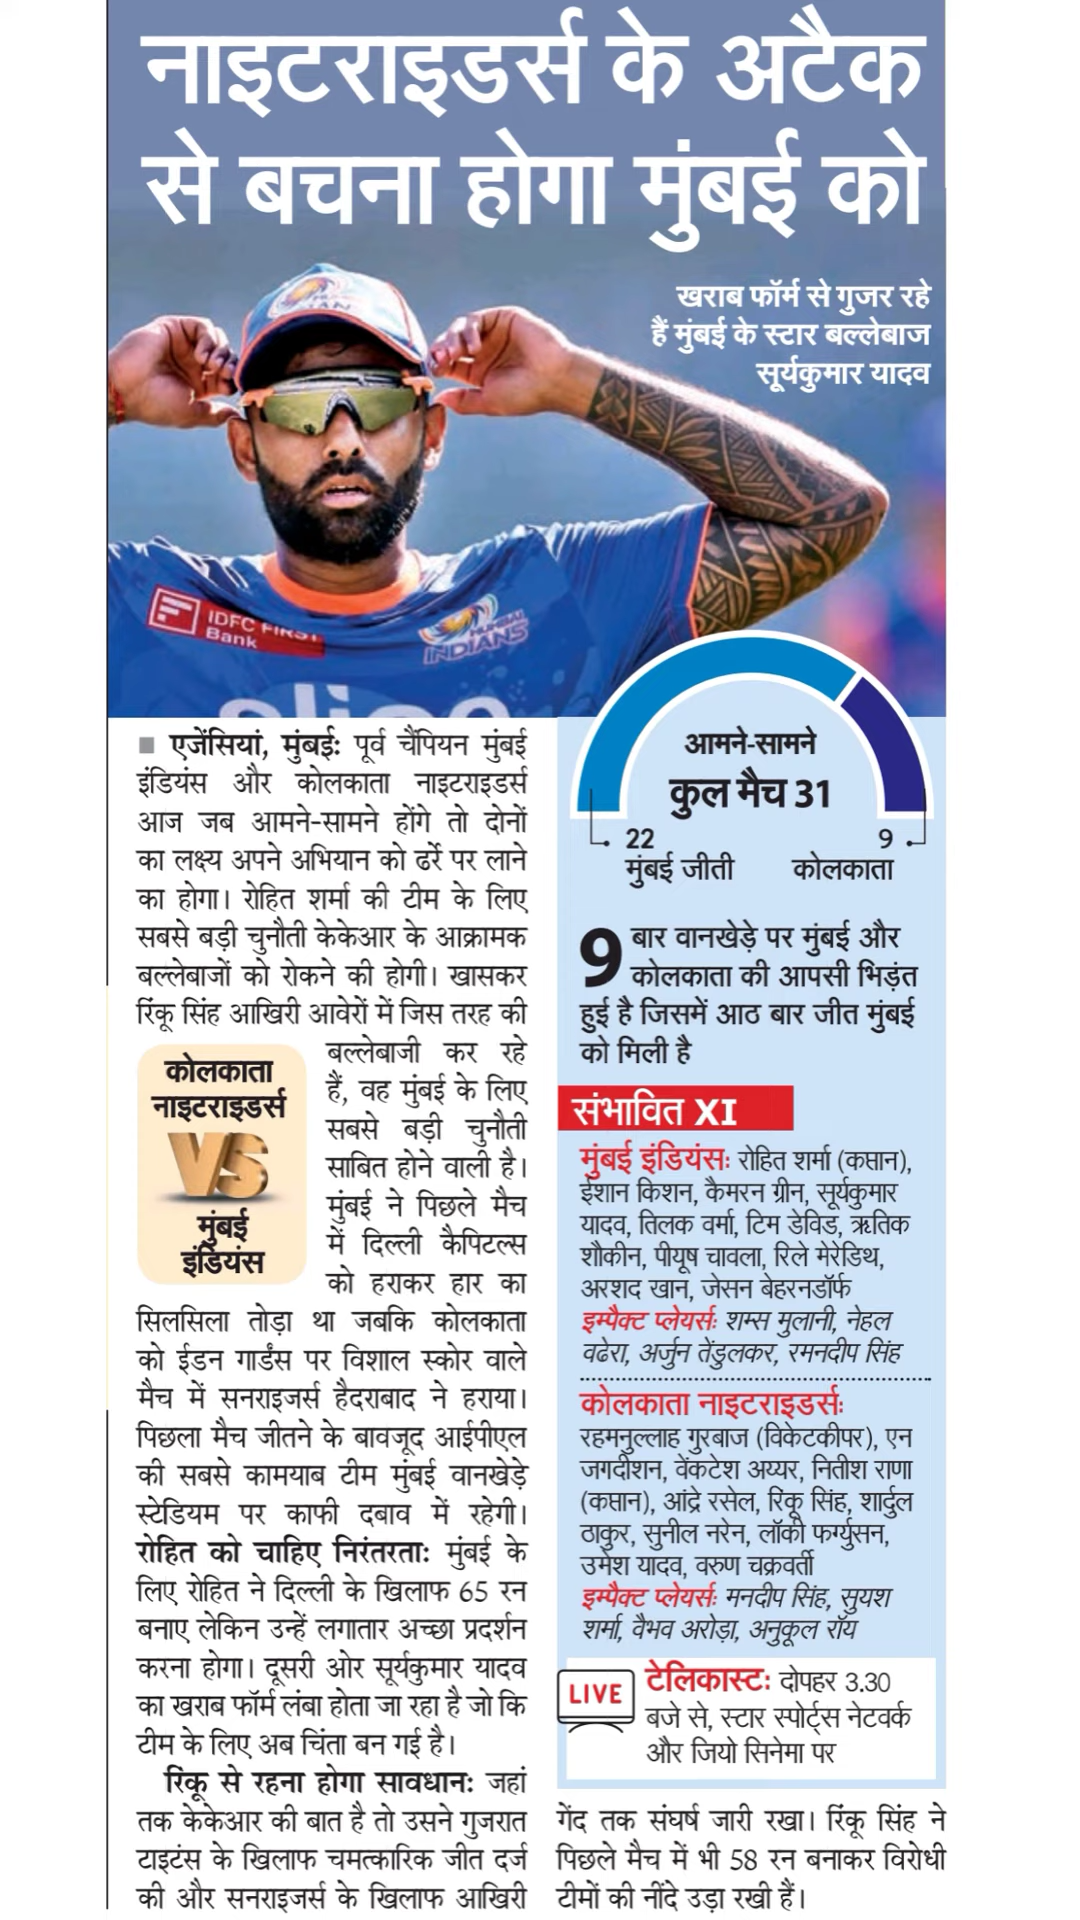 नाइटराइडर्स के अटैक
से बचना होगा मुंबई को
खराब फॉर्म से गुजर रहे
हैं मुंबई के स्टार बल्लेबाज
सूर्यकुमार यादव
IDFC FIRST
Bank
MUMBAI
INDIANS
slice
■ एजेंसियां, मुंबई: पूर्व चैंपियन मुंबई
इंडियंस और कोलकाता नाइटराइडर्स
आज जब आमने-सामने होंगे तो दोनों
का लक्ष्य अपने अभियान को ढर्रे पर लाने
का होगा। रोहित शर्मा की टीम के लिए
सबसे बड़ी चुनौती केकेआर के आक्रामक
बल्लेबाजों को रोकने की होगी। खासकर
रिंकू सिंह आखिरी आवेरों में जिस तरह की
बल्लेबाजी कर रहे
हैं, वह मुंबई के लिए
सबसे बड़ी चुनौती
साबित होने वाली है।
मुंबई ने पिछले मैच
में दिल्ली कैपिटल्स
को हराकर हार का
सिलसिला तोड़ा था जबकि कोलकाता
को ईडन गार्डंस पर विशाल स्कोर वाले
मैच में सनराइजर्स हैदराबाद ने हराया।
पिछला मैच जीतने के बावजूद आईपीएल
की सबसे कामयाब टीम मुंबई वानखेड़े
स्टेडियम पर काफी दबाव में रहेगी।
रोहित को चाहिए निरंतरता: मुंबई के
लिए रोहित ने दिल्ली के खिलाफ 65 रन
बनाए लेकिन उन्हें लगातार अच्छा प्रदर्शन
करना होगा। दूसरी ओर सूर्यकुमार यादव
का खराब फॉर्म लंबा होता जा रहा है जो कि
टीम के लिए अब चिंता बन गई है।
रिंकू से रहना होगा सावधान: जहां
तक केकेआर की बात है तो उसने गुजरात
टाइटंस के खिलाफ चमत्कारिक जीत दर्ज
की और सनराइजर्स के खिलाफ आखिरी
गेंद तक संघर्ष जारी रखा। रिंकू सिंह ने
पिछले मैच में भी 58 रन बनाकर विरोधी
टीमों की नींदे उड़ा रखी हैं।
कोलकाता
नाइटराइडर्स
VS
मुंबई
इंडियंस
आमने-सामने
कुल मैच 31
22 9
मुंबई जीती कोलकाता
9 बार वानखेड़े पर मुंबई और
कोलकाता की आपसी भिड़ंत
हुई है जिसमें आठ बार जीत मुंबई
को मिली है
संभावित XI
मुंबई इंडियंस: रोहित शर्मा (कप्तान),
ईशान किशन, कैमरन ग्रीन, सूर्यकुमार
यादव, तिलक वर्मा, टिम डेविड, ऋतिक
शौकीन, पीयूष चावला, रिले मेरेडिथ,
अरशद खान, जेसन बेहरनडॉर्फ
इम्पैक्ट प्लेयर्स: शम्स मुलानी, नेहल
वढेरा, अर्जुन तेंडुलकर, रमनदीप सिंह
कोलकाता नाइटराइडर्स:
रहमनुल्लाह गुरबाज (विकेटकीपर), एन
जगदीशन, वेंकटेश अय्यर, नितीश राणा
(कप्तान), आंद्रे रसेल, रिंकू सिंह, शार्दुल
ठाकुर, सुनील नरेन, लॉकी फर्ग्युसन,
उमेश यादव, वरुण चक्रवर्ती
इम्पैक्ट प्लेयर्स: मनदीप सिंह, सुयश
शर्मा, वैभव अरोड़ा, अनुकूल रॉय
LIVE
टेलिकास्ट: दोपहर 3.30
बजे से, स्टार स्पोर्ट्स नेटवर्क
और जियो सिनेमा पर